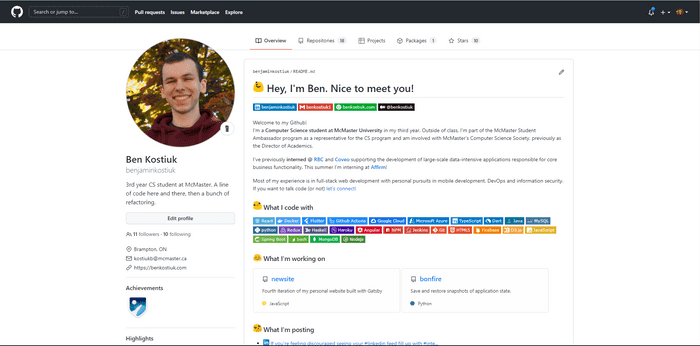 Search or jump to...
/
Pull requests
Issues
Marketplace
Explore
Overview
Repositories 18
Projects
Packages 1
Stars 10
Ben Kostiuk
benjaminkostiuk
3rd year CS student at McMaster. A line
of code here and there, then a bunch of
refactoring.
Edit profile
11 followers · 10 following
Brampton, ON
kostiukb@mcmaster.ca
https://benkostiuk.com
Achievements
Highlights
benjaminkostiuk/README.md
Hey, I'm Ben. Nice to meet you!
benjaminkostiuk
benkostiuk.com
@benkostiuk
Welcome to my Github!
I'm a Computer Science student at McMaster University in my third year. Outside of class, I'm part of the McMaster Student
Ambassador program as a representative for the CS program and am involved with McMaster's Computer Science Society, previously as
the Director of Academics.
I've previously interned @ RBC and Coveo supporting the development of large-scale data-intensive applications responsible for core
business functionality. This summer I'm interning at Affirm!
Most of my experience is in full-stack web development with personal pursuits in mobile development, DevOps and information security.
If you want to talk code (or not) let's connect!
What I code with
React Docker Flutter Github Actions Google Cloud Microsoft Azure TypeScript Dart Java MySQL
python Redux Haskell Heroku Angular NPM Jenkins Git HTML5 Firebase JavaScript
Spring Boot bash MongoDB Nodejs
What I'm working on
newsite
Fourth iteration of my personal website built with Gatsby
JavaScript
bonfire
Save and restore snapshots of application state.
Python
What I'm posting
If you're feeling discouraged seeing your #linkedin feed fill up with #inte...